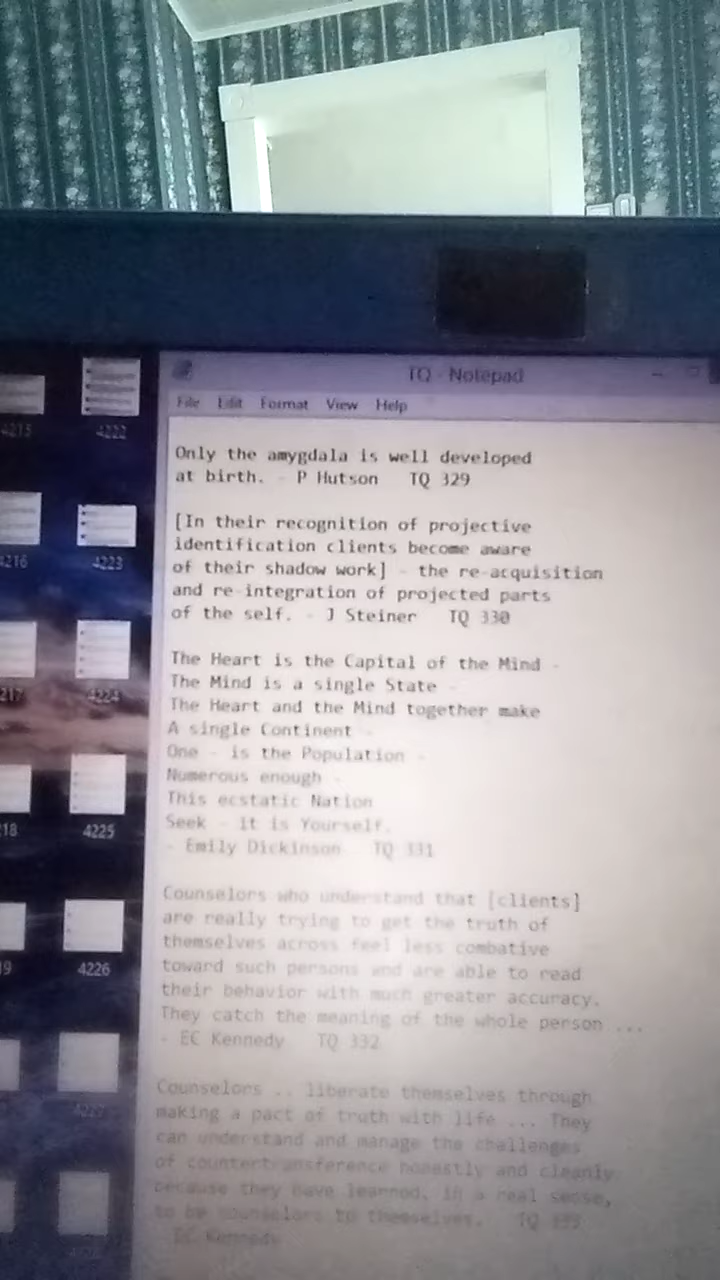 TQ - Notepad
File Edit Format View Help
4215
4222
4216
4223
217
4224
218
4225
4226
Only the amygdala is well developed
at birth. - P Hutson TQ 329
[In their recognition of projective
identification clients become aware
of their shadow work] - the re-acquisition
and re-integration of projected parts
of the self. - J Steiner TQ 330
The Heart is the Capital of the Mind -
The Mind is a single State -
The Heart and the Mind together make
A single Continent -
One - is the Population -
Numerous enough -
This ecstatic Nation
Seek - it is Yourself.
- Emily Dickinson TQ 331
Counselors who understand that [clients]
are really trying to get the truth of
themselves across feel less combative
toward such persons and are able to read
their behavior with much greater accuracy.
They catch the meaning of the whole person ...
- EC Kennedy TQ 332
Counselors .. liberate themselves through
making a pact of truth with life ... They
can understand and manage the challenges
of countertransference honestly and cleanly
because they have learned, in a real sense,
to be counselors to themselves. TQ 333
EC Kennedy